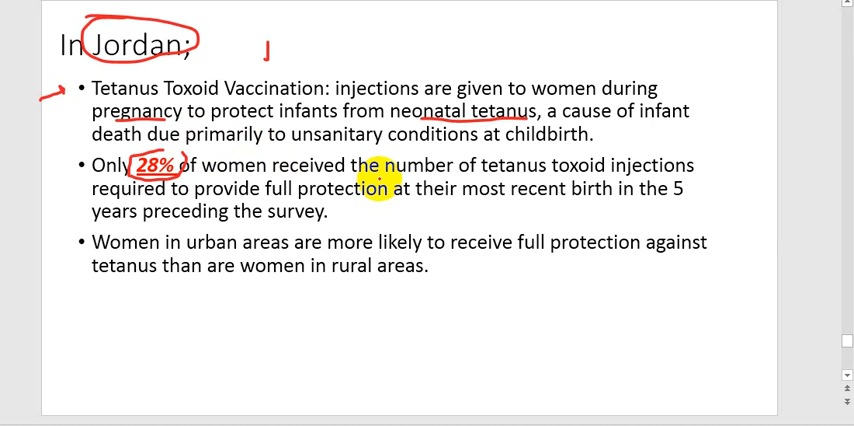 In Jordan;
• Tetanus Toxoid Vaccination: injections are given to women during
pregnancy to protect infants from neonatal tetanus, a cause of infant
death due primarily to unsanitary conditions at childbirth.
• Only 28% of women received the number of tetanus toxoid injections
required to provide full protection at their most recent birth in the 5
years preceding the survey.
• Women in urban areas are more likely to receive full protection against
tetanus than are women in rural areas.